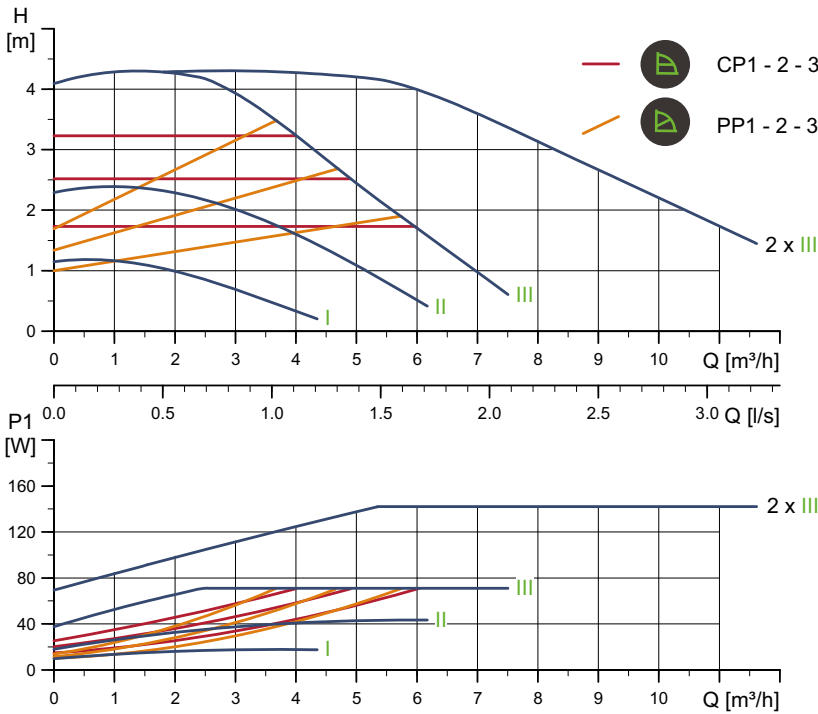 H
[m]
4
3
2
1
0
CP1 - 2 - 3
PP1 - 2 - 3
2 x III
III
II
I
0 1 2 3 4 5 6 7 8 9 10 Q [m³/h]
0.0 0.5 1.0 1.5 2.0 2.5 3.0 Q [l/s]
P1
[W]
160
120
80
40
0
2 x III
III
II
I
0 1 2 3 4 5 6 7 8 9 10 Q [m³/h]